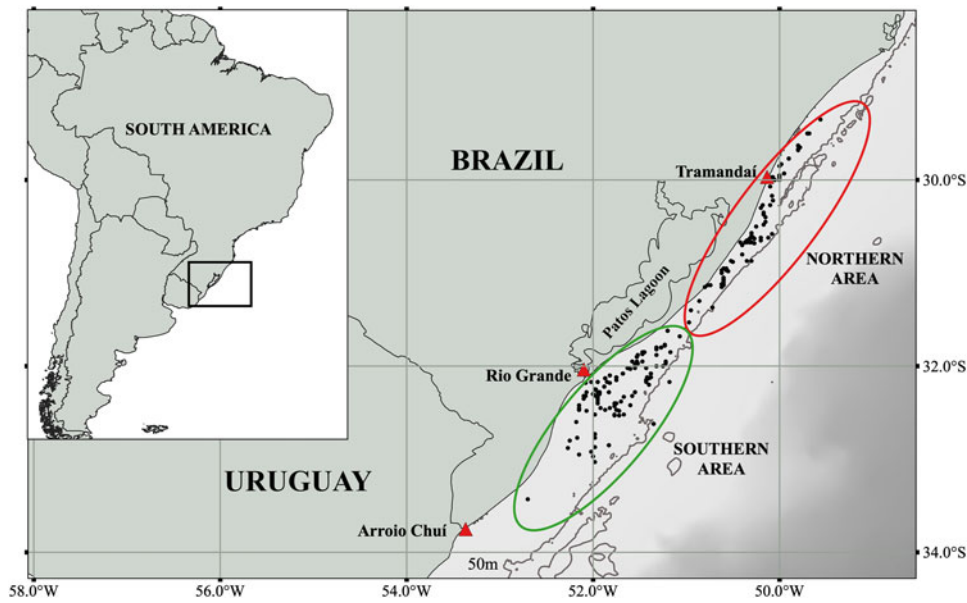 SOUTH AMERICA
BRAZIL
Tramandaí
30.0°S
NORTHERN
AREA
Patos Lagoon
Rio Grande
32.0°S
SOUTHERN
AREA
URUGUAY
Arroio Chuí
50m
34.0°S
58.0°W
56.0°W
54.0°W
52.0°W
50.0°W